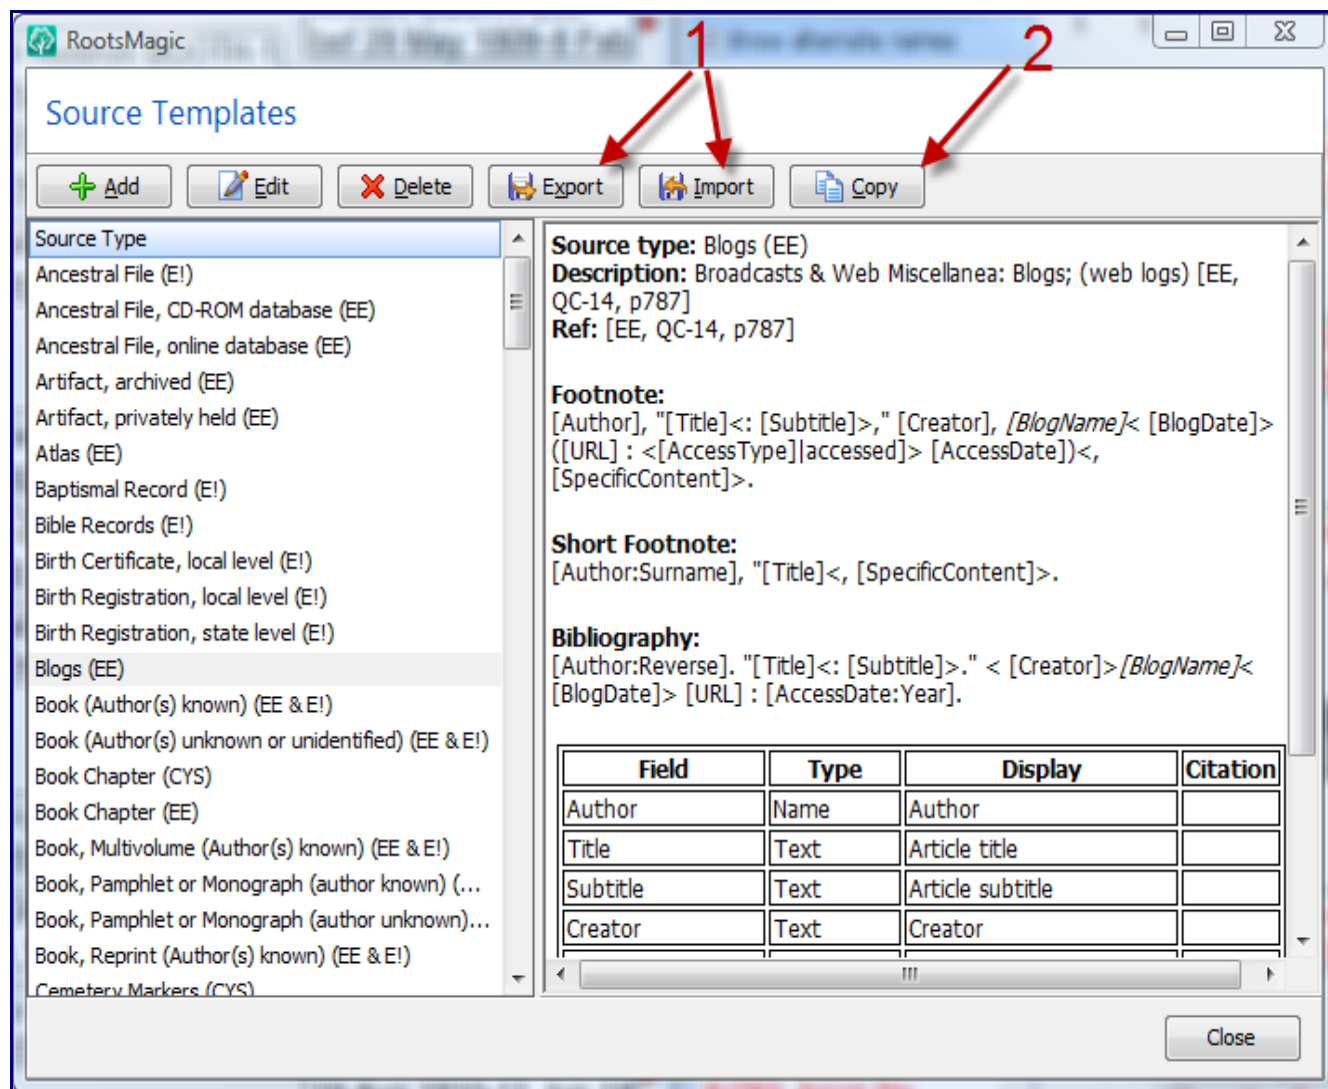 RootsMagic
Show alternate names
1
2
Source Templates
Add
Edit
Delete
Export
Import
Copy
Source Type
Ancestral File (E!)
Ancestral File, CD-ROM database (EE)
Ancestral File, online database (EE)
Artifact, archived (EE)
Artifact, privately held (EE)
Atlas (EE)
Baptismal Record (E!)
Bible Records (E!)
Birth Certificate, local level (E!)
Birth Registration, local level (E!)
Birth Registration, state level (E!)
Blogs (EE)
Book (Author(s) known) (EE & E!)
Book (Author(s) unknown or unidentified) (EE & E!)
Book Chapter (CYS)
Book Chapter (EE)
Book, Multivolume (Author(s) known) (EE & E!)
Book, Pamphlet or Monograph (author known) (...
Book, Pamphlet or Monograph (author unknown)...
Book, Reprint (Author(s) known) (EE & E!)
Cemetery Markers (CYS)
Source type: Blogs (EE)
Description: Broadcasts & Web Miscellanea: Blogs; (web logs) [EE,
QC-14, p787]
Ref: [EE, QC-14, p787]
Footnote:
[Author], "[Title]<: [Subtitle]>," [Creator], [BlogName]< [BlogDate]>
([URL] : <[AccessType]|accessed]> [AccessDate])<,
[SpecificContent]>.
Short Footnote:
[Author:Surname], "[Title]<, [SpecificContent]>.
Bibliography:
[Author:Reverse]. "[Title]<: [Subtitle]>." < [Creator]>[BlogName]<
[BlogDate]> [URL] : [AccessDate:Year].
Field Type Display Citation
Author Name Author
Title Text Article title
Subtitle Text Article subtitle
Creator Text Creator
Close